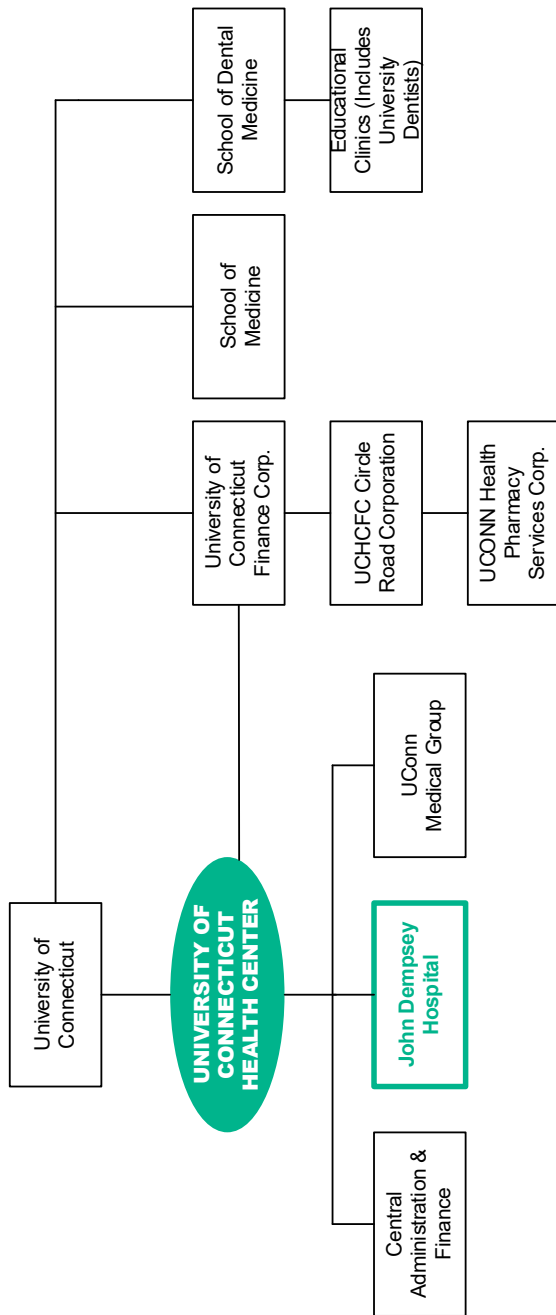 University of
Connecticut
UNIVERSITY OF
CONNECTICUT
HEALTH CENTER
Central
Administration &
Finance
John Dempsey
Hospital
UConn
Medical Group
University of
Connecticut
Finance Corp.
UCHCFC Circle
Road Corporation
UCONN Health
Pharmacy
Services Corp.
School of
Medicine
School of Dental
Medicine
Educational
Clinics (Includes
University
Dentists)